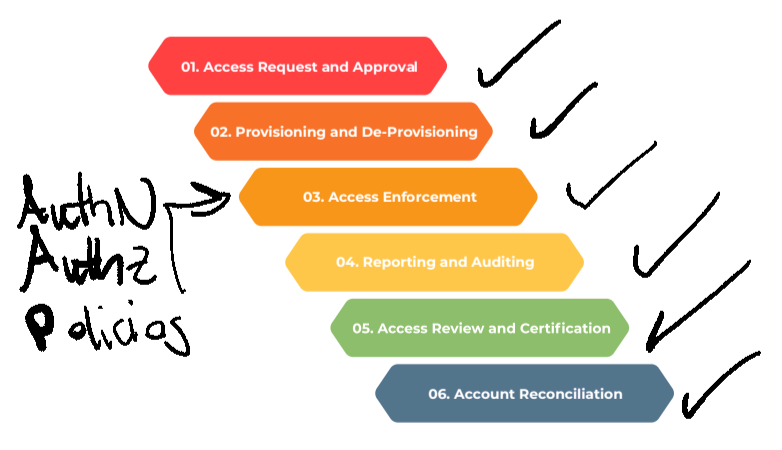 01. Access Request and Approval
02. Provisioning and De-Provisioning
03. Access Enforcement
04. Reporting and Auditing
05. Access Review and Certification
06. Account Reconciliation
AuthN
AuthZ
Policies